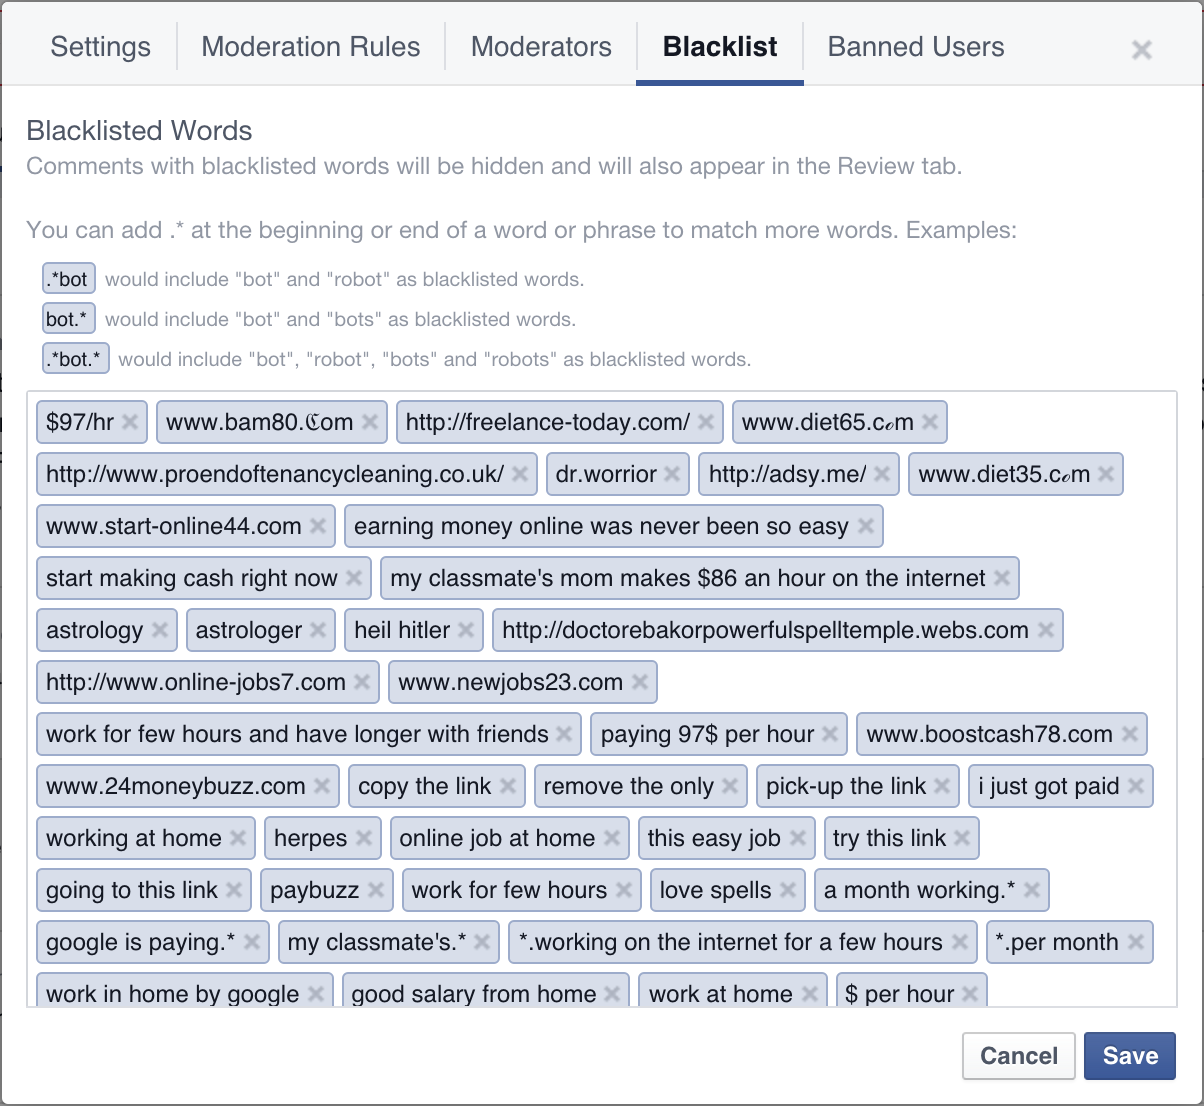 Settings Moderation Rules Moderators Blacklist Banned Users ×
Blacklisted Words
Comments with blacklisted words will be hidden and will also appear in the Review tab.
You can add .* at the beginning or end of a word or phrase to match more words. Examples:
.*bot would include "bot" and "robot" as blacklisted words.
bot.* would include "bot" and "bots" as blacklisted words.
.*bot.* would include "bot", "robot", "bots" and "robots" as blacklisted words.
$97/hr × www.bam80.ℭom × http://freelance-today.com/ × www.diet65.cℴm ×
http://www.proendoftenancycleaning.co.uk/ × dr.worrior × http://adsy.me/ × www.diet35.cℴm ×
www.start-online44.com × earning money online was never been so easy ×
start making cash right now × my classmate's mom makes $86 an hour on the internet ×
astrology × astrologer × heil hitler × http://doctorebakorpowerfulspelltemple.webs.com ×
http://www.online-jobs7.com × www.newjobs23.com ×
work for few hours and have longer with friends × paying 97$ per hour × www.boostcash78.com ×
www.24moneybuzz.com × copy the link × remove the only × pick-up the link × i just got paid ×
working at home × herpes × online job at home × this easy job × try this link ×
going to this link × paybuzz × work for few hours × love spells × a month working.* ×
google is paying.* × my classmate's.* × *.working on the internet for a few hours × *.per month ×
work in home by google × good salary from home × work at home × $ per hour ×
Cancel Save